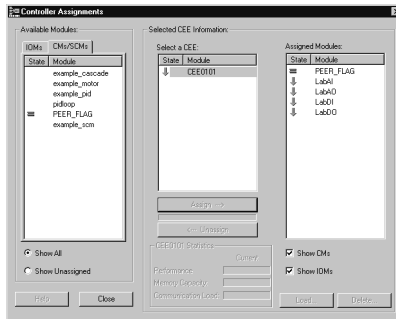 Controller Assignments
Available Modules:
IOMs
CMs/SCMs
State Module
example_cascade
example_motor
example_pid
pidloop
PEER_FLAG
example_scm
Show All
Show Unassigned
Help
Close
Selected CEE Information:
Select a CEE:
State Module
CEE0101
Assign -->
<-- Unassign
CEE0101 Statistics
Current
Performance:
Memory Capacity:
Communication Load:
Assigned Modules:
State Module
PEER_FLAG
LabAI
LabAO
LabDI
LabDO
Show CMs
Show IOMs
Load...
Delete...